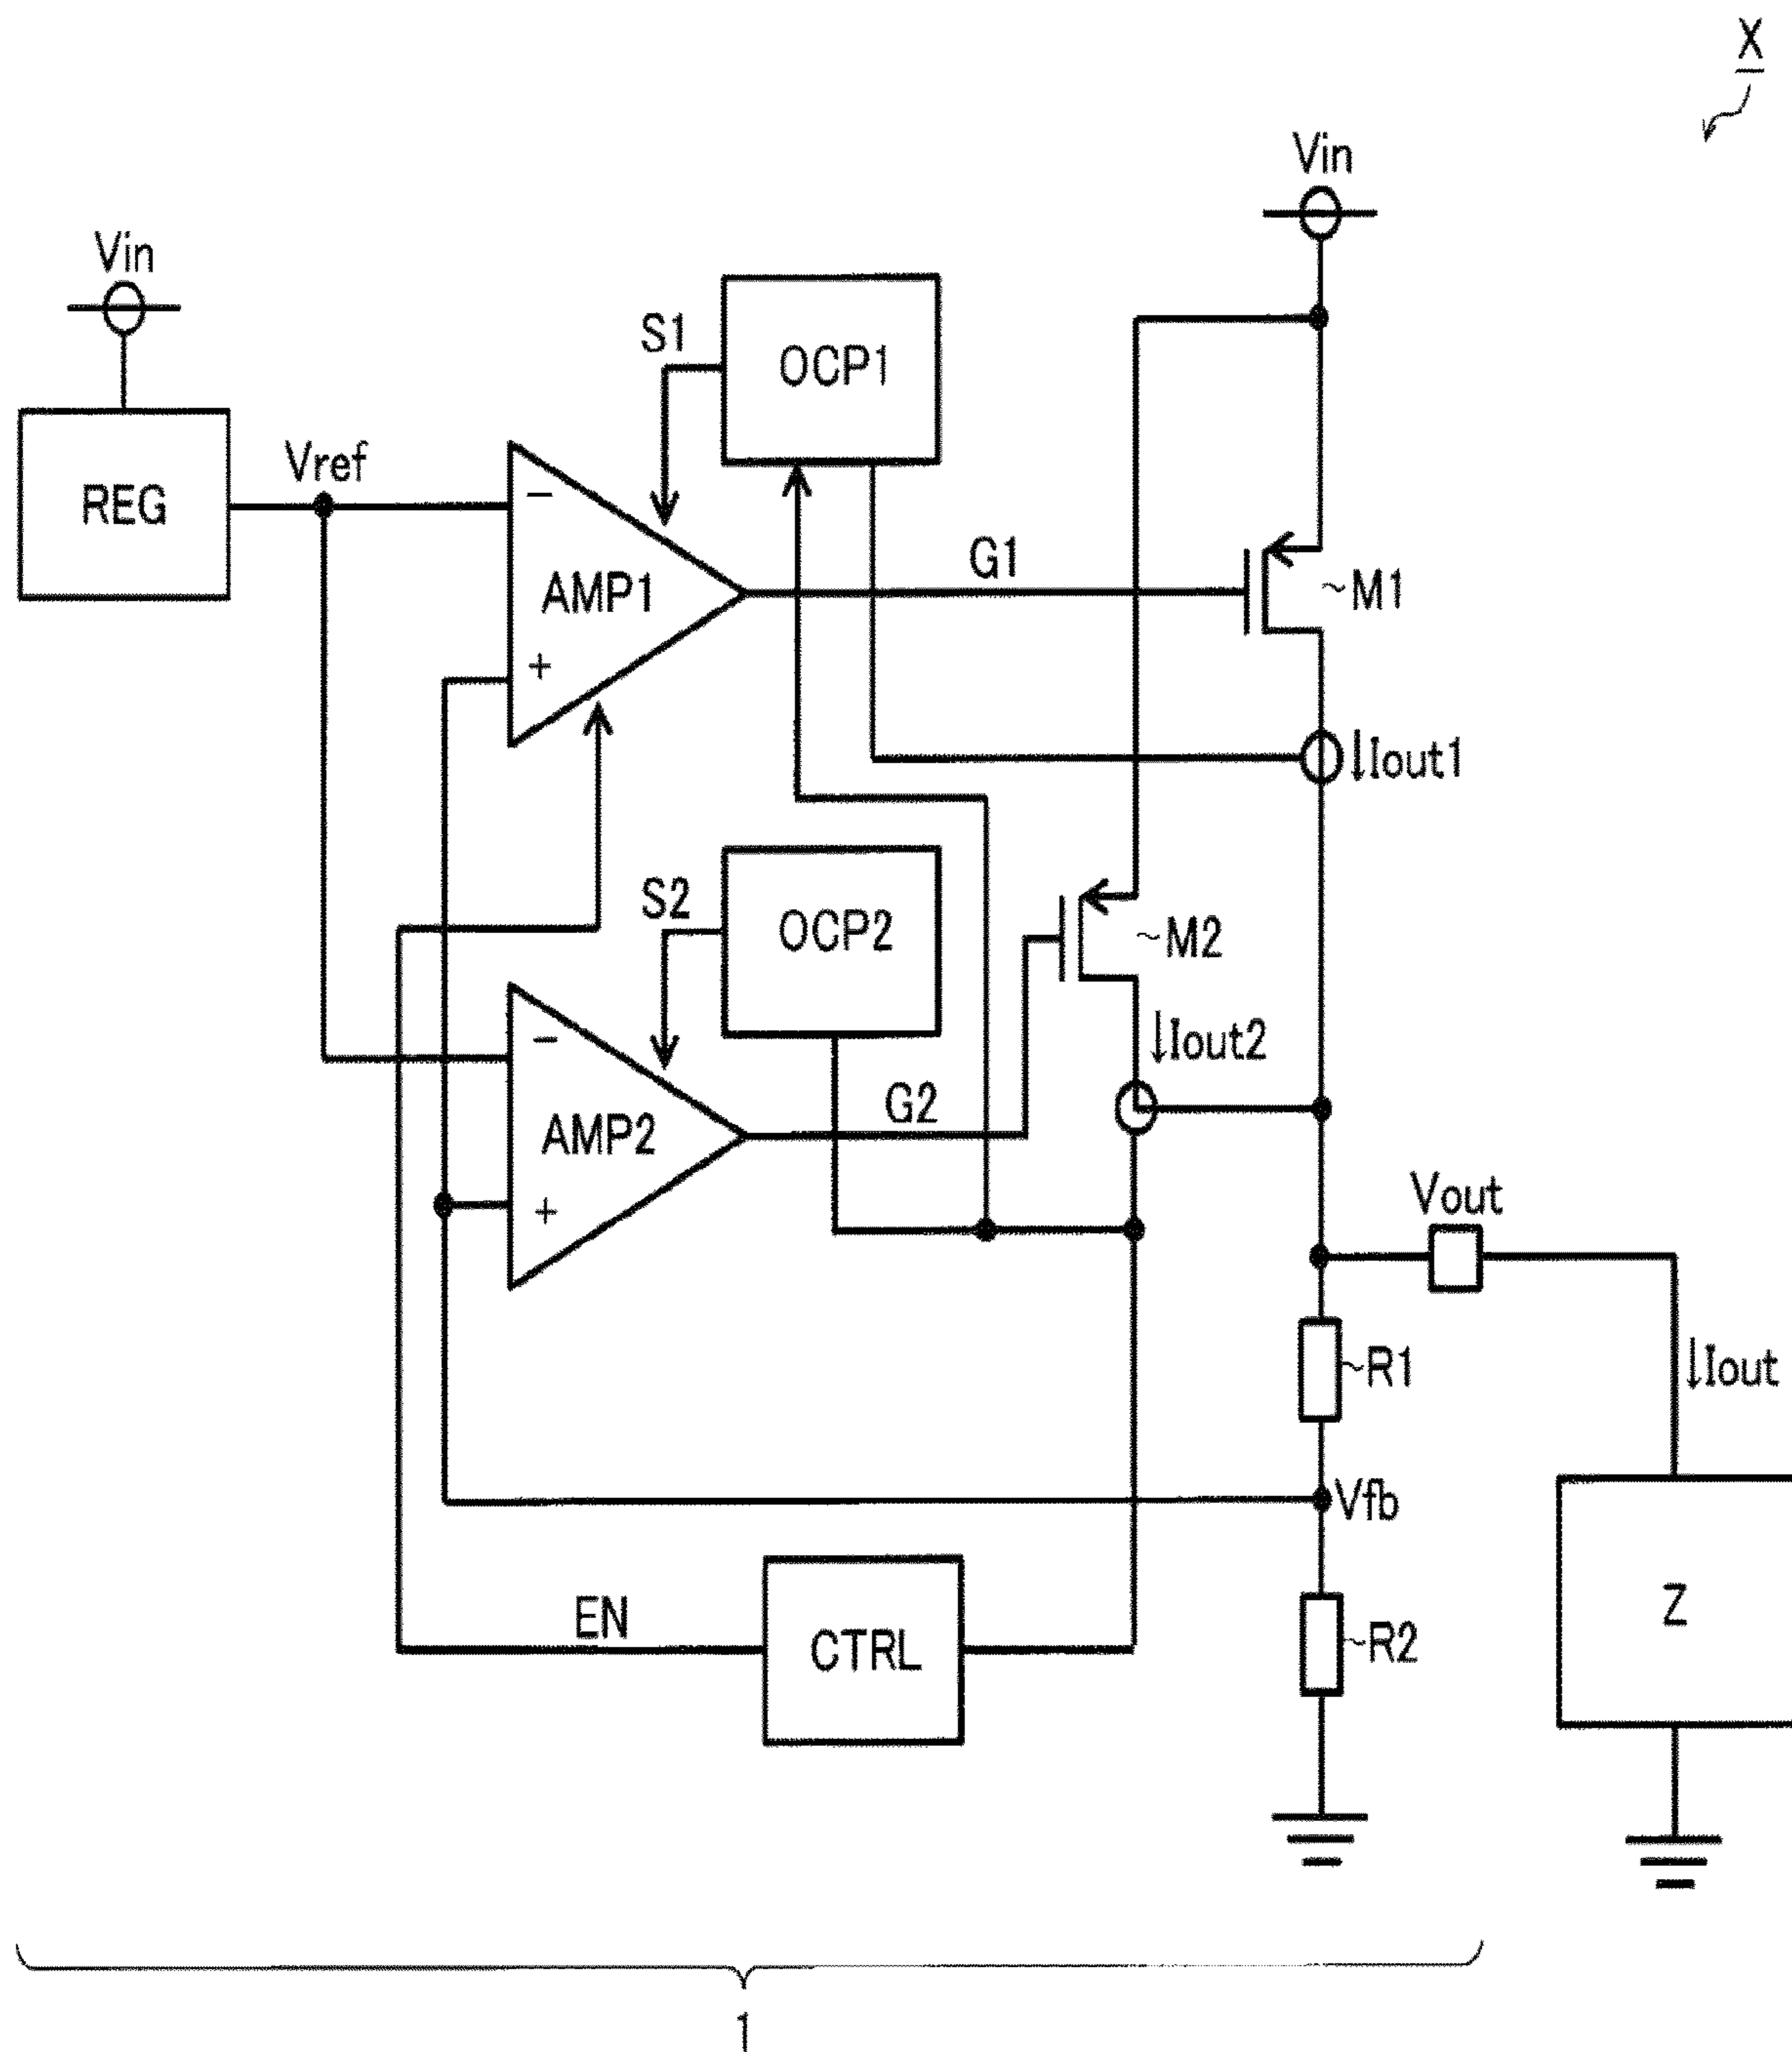 X
Vin
Vin
S1
OCP1
Vref
REG
−
AMP1
+
G1
~M1
↓Iout1
S2
OCP2
~M2
↓Iout2
−
AMP2
+
G2
Vout
~R1
↓Iout
Vfb
EN
CTRL
~R2
Z
1